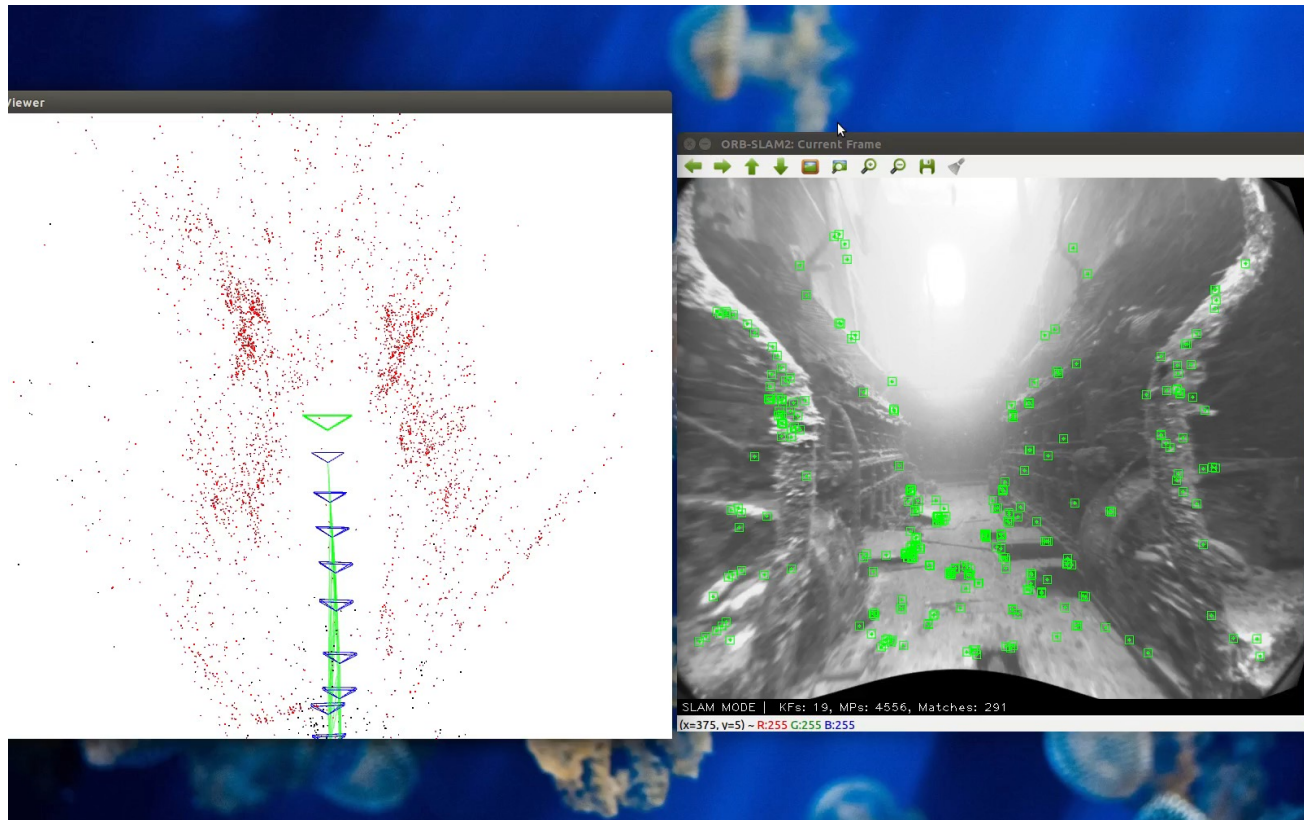 Viewer
ORB-SLAM2: Current Frame
SLAM MODE | KFs: 19, MPs: 4556, Matches: 291
(x=375, y=5) ~ R:255 G:255 B:255